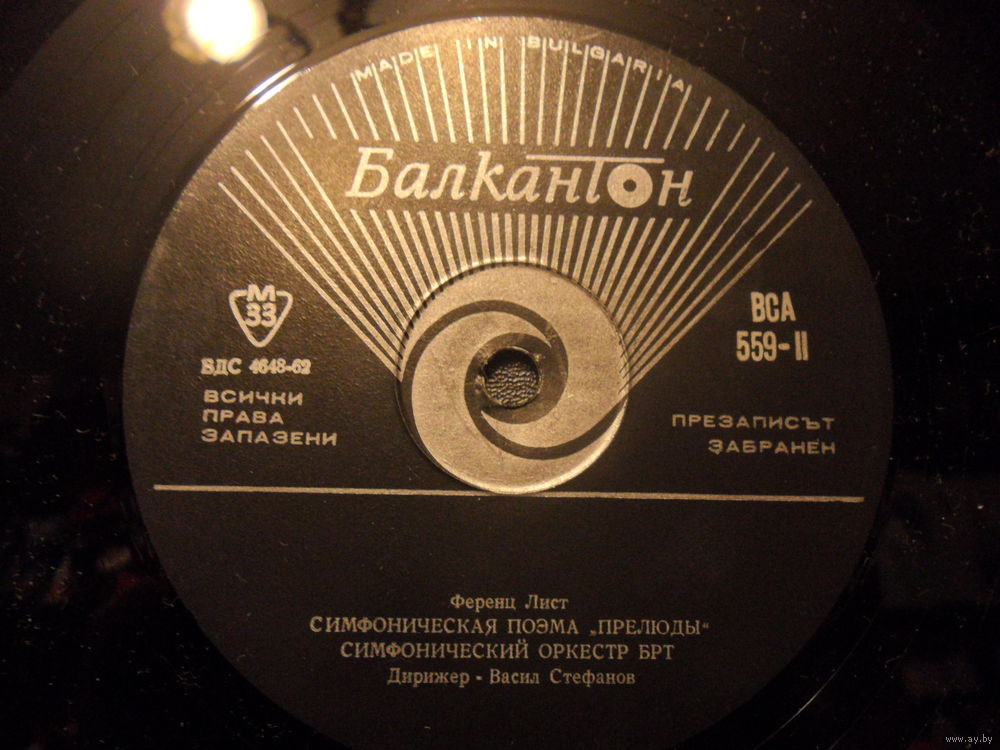 MADE IN BULGARIA
Балкантон
М
33
БДС 4648-62
ВСИЧКИ
ПРАВА
ЗАПАЗЕНИ
ВСА
559-II
ПРЕЗАПИСЪТ
ЗАБРАНЕН
Ференц Лист
СИМФОНИЧЕСКАЯ ПОЭМА „ПРЕЛЮДЫ“
СИМФОНИЧЕСКИЙ ОРКЕСТР БРТ
Дирижер - Васил Стефанов
www.ay.by